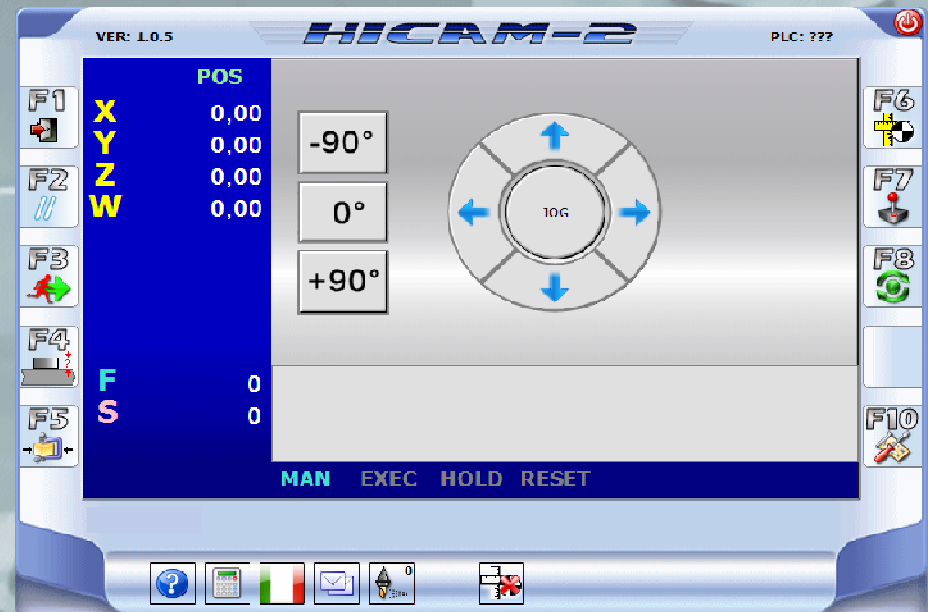 VER: 1.0.5
HICAM-2
PLC: ???
POS
X 0,00
Y 0,00
Z 0,00
W 0,00
F 0
S 0
-90°
0°
+90°
JOG
MAN EXEC HOLD RESET
F1
F2
F3
F4
?
F5
F6
F7
F8
F10
?
0